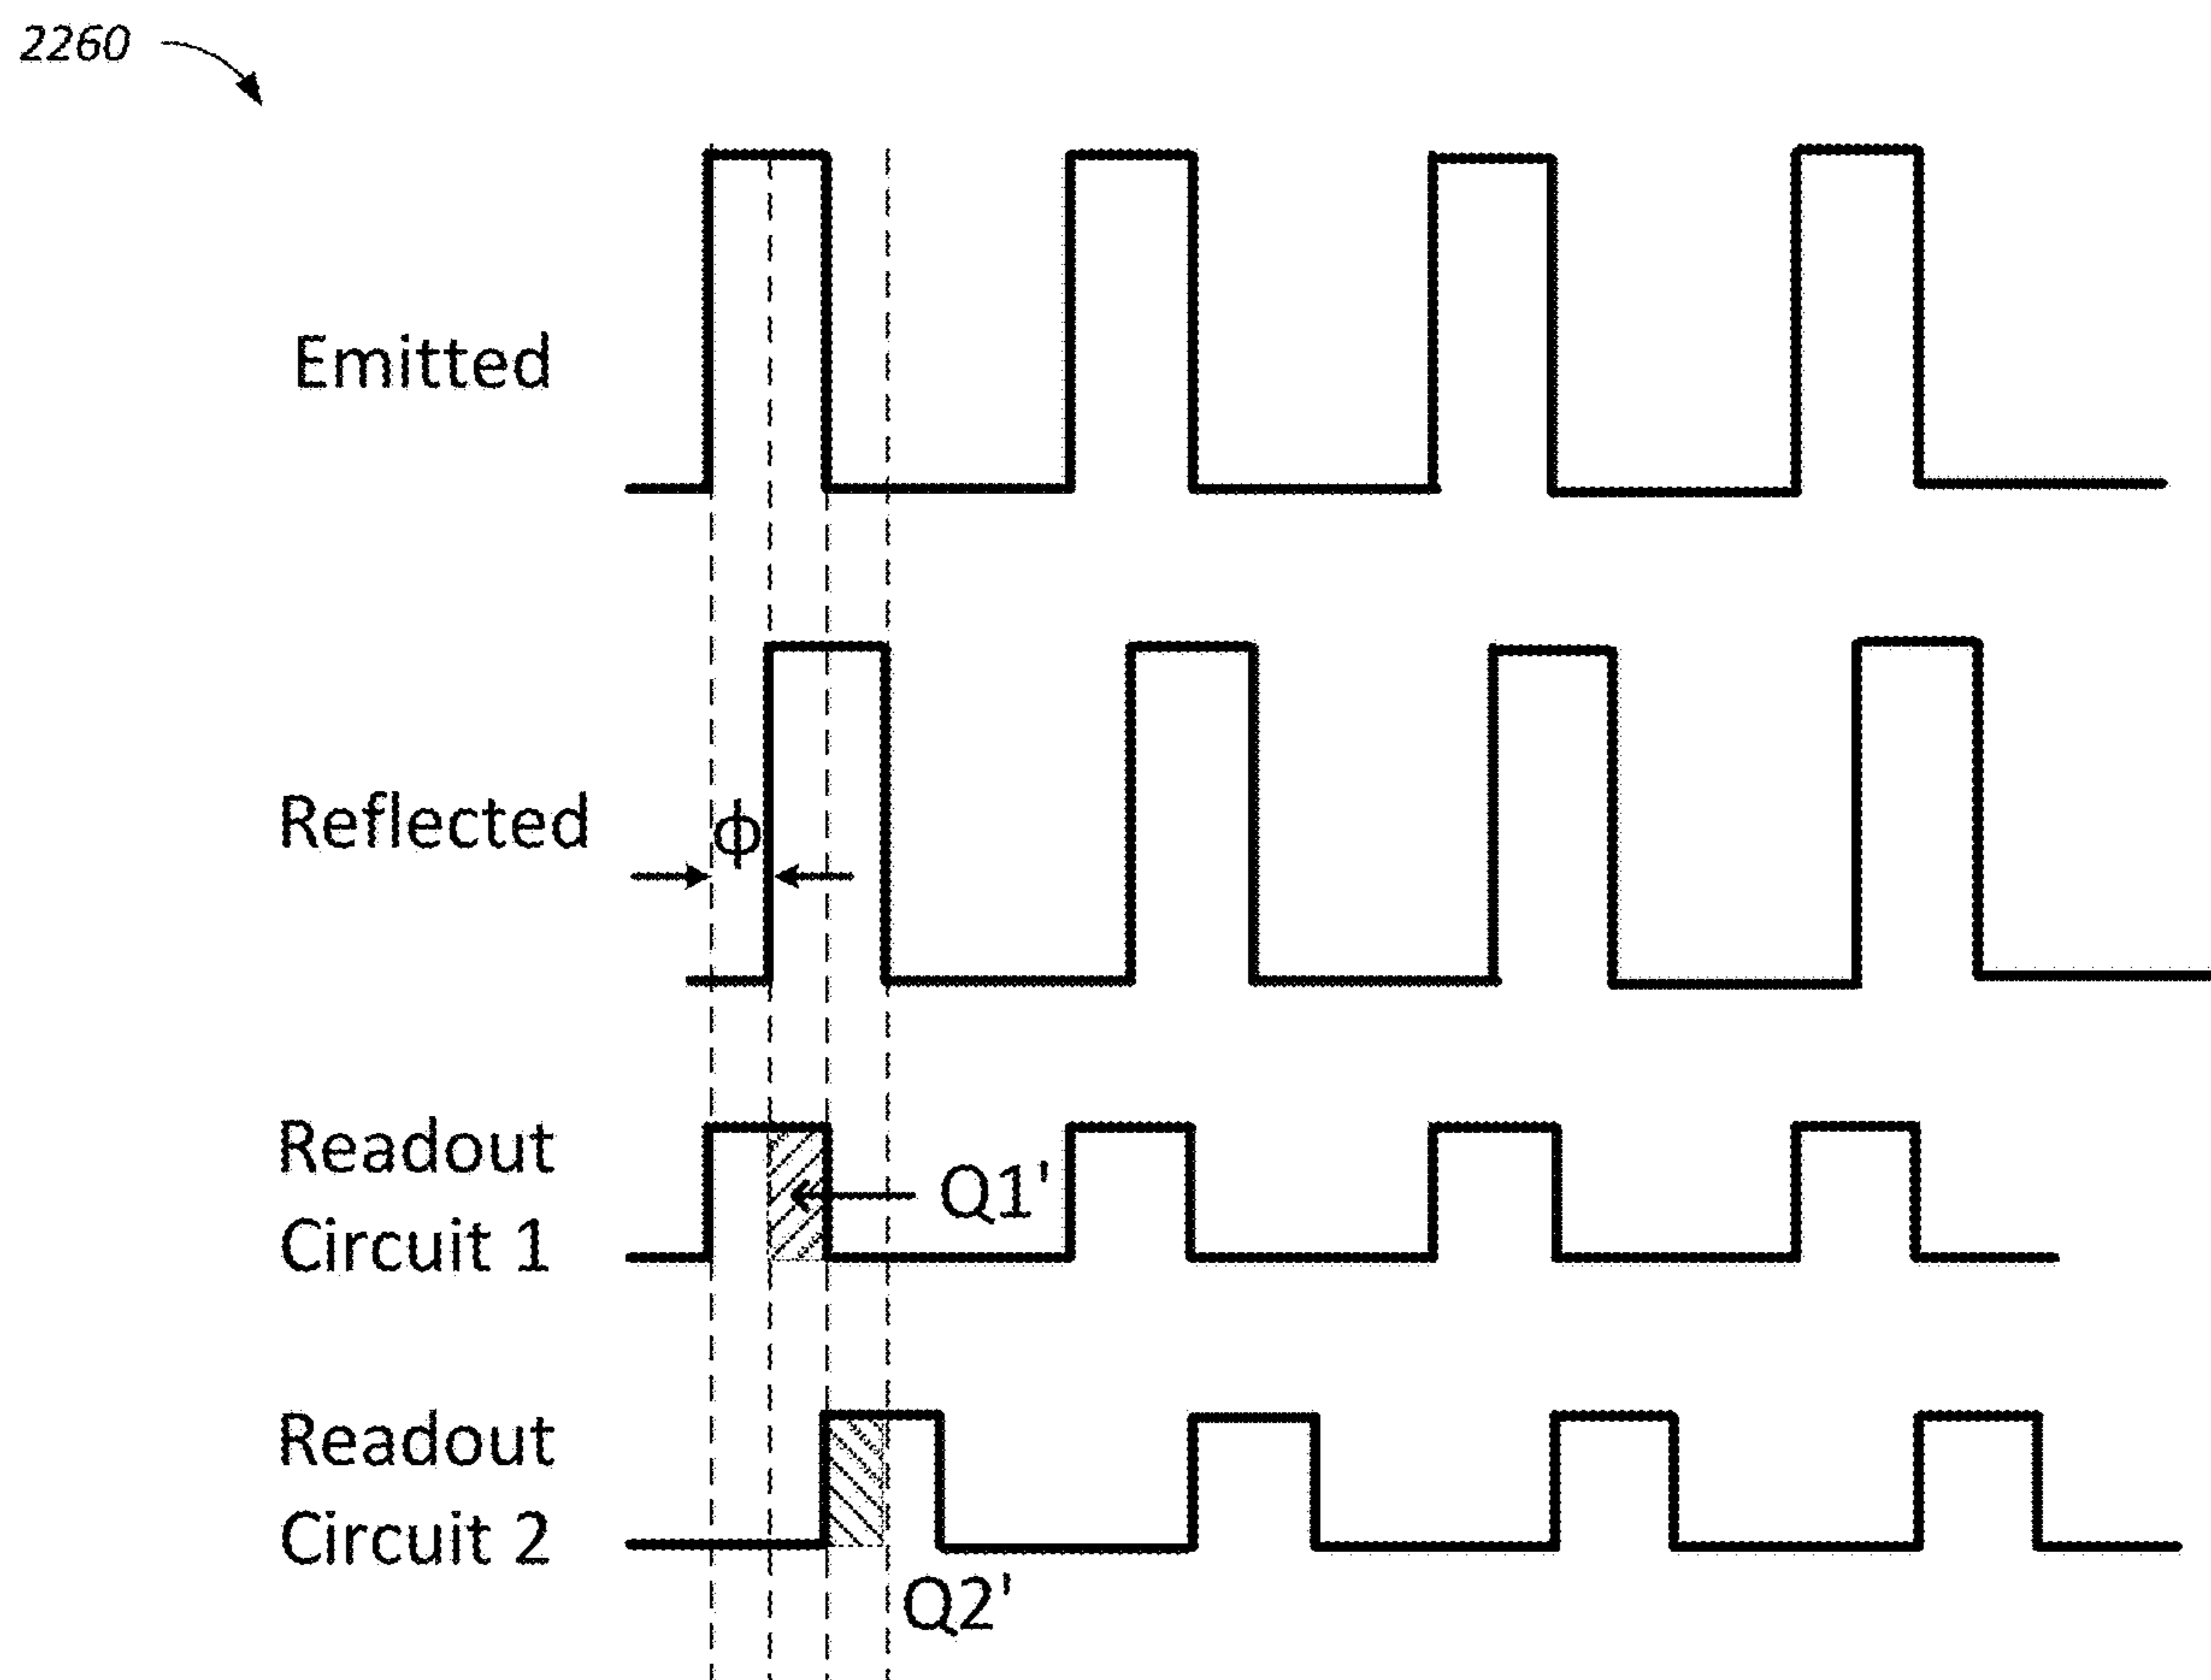 2260
Emitted
Reflected
ϕ
Readout
Circuit 1
Q1'
Readout
Circuit 2
Q2'